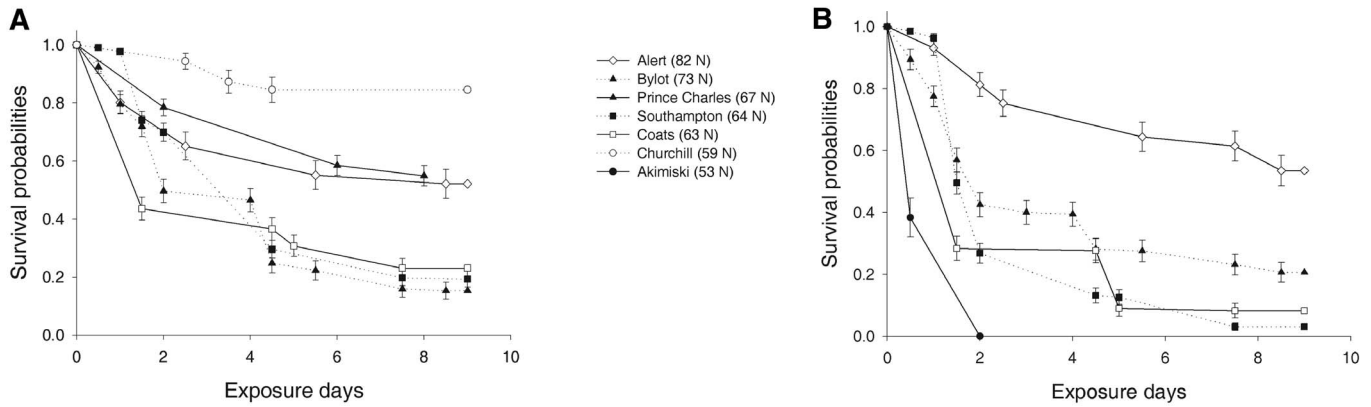 A
Survival probabilities
1.0
0.8
0.6
0.4
0.2
0.0
0
2
4
6
8
10
Exposure days
Alert (82 N)
Bylot (73 N)
Prince Charles (67 N)
Southampton (64 N)
Coats (63 N)
Churchill (59 N)
Akimiski (53 N)
B
Survival probabilities
1.0
0.8
0.6
0.4
0.2
0.0
0
2
4
6
8
10
Exposure days